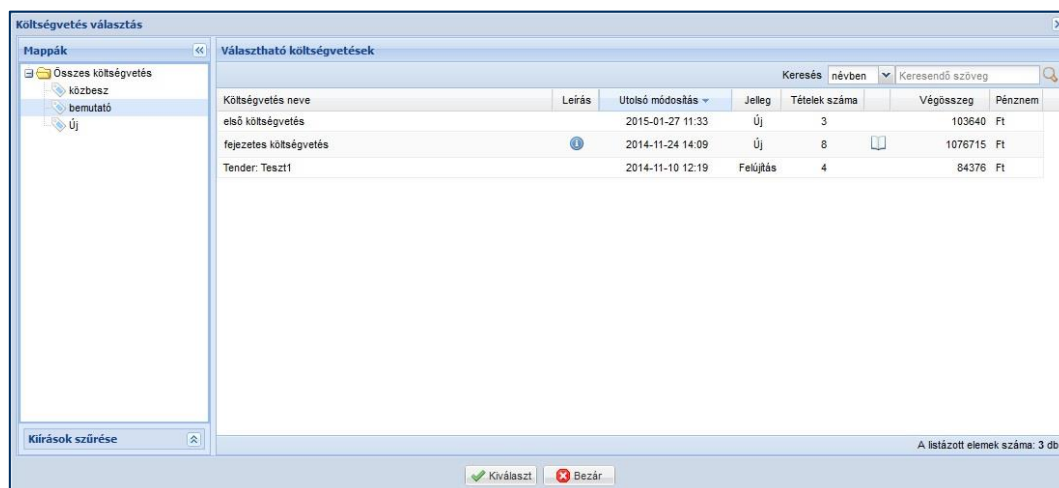 Költségvetés választás
Mappák
Összes költségvetés
közbesz
bemutató
Új
Kiírások szűrése
Választható költségvetések
Keresés névben Keresendő szöveg
Költségvetés neve Leírás Utolsó módosítás Jelleg Tételek száma Végösszeg Pénznem
első költségvetés 2015-01-27 11:33 Új 3 103640 Ft
fejezetes költségvetés 2014-11-24 14:09 Új 8 1076715 Ft
Tender: Teszt1 2014-11-10 12:19 Felújítás 4 84376 Ft
A listázott elemek száma: 3 db
Kiválaszt Bezár